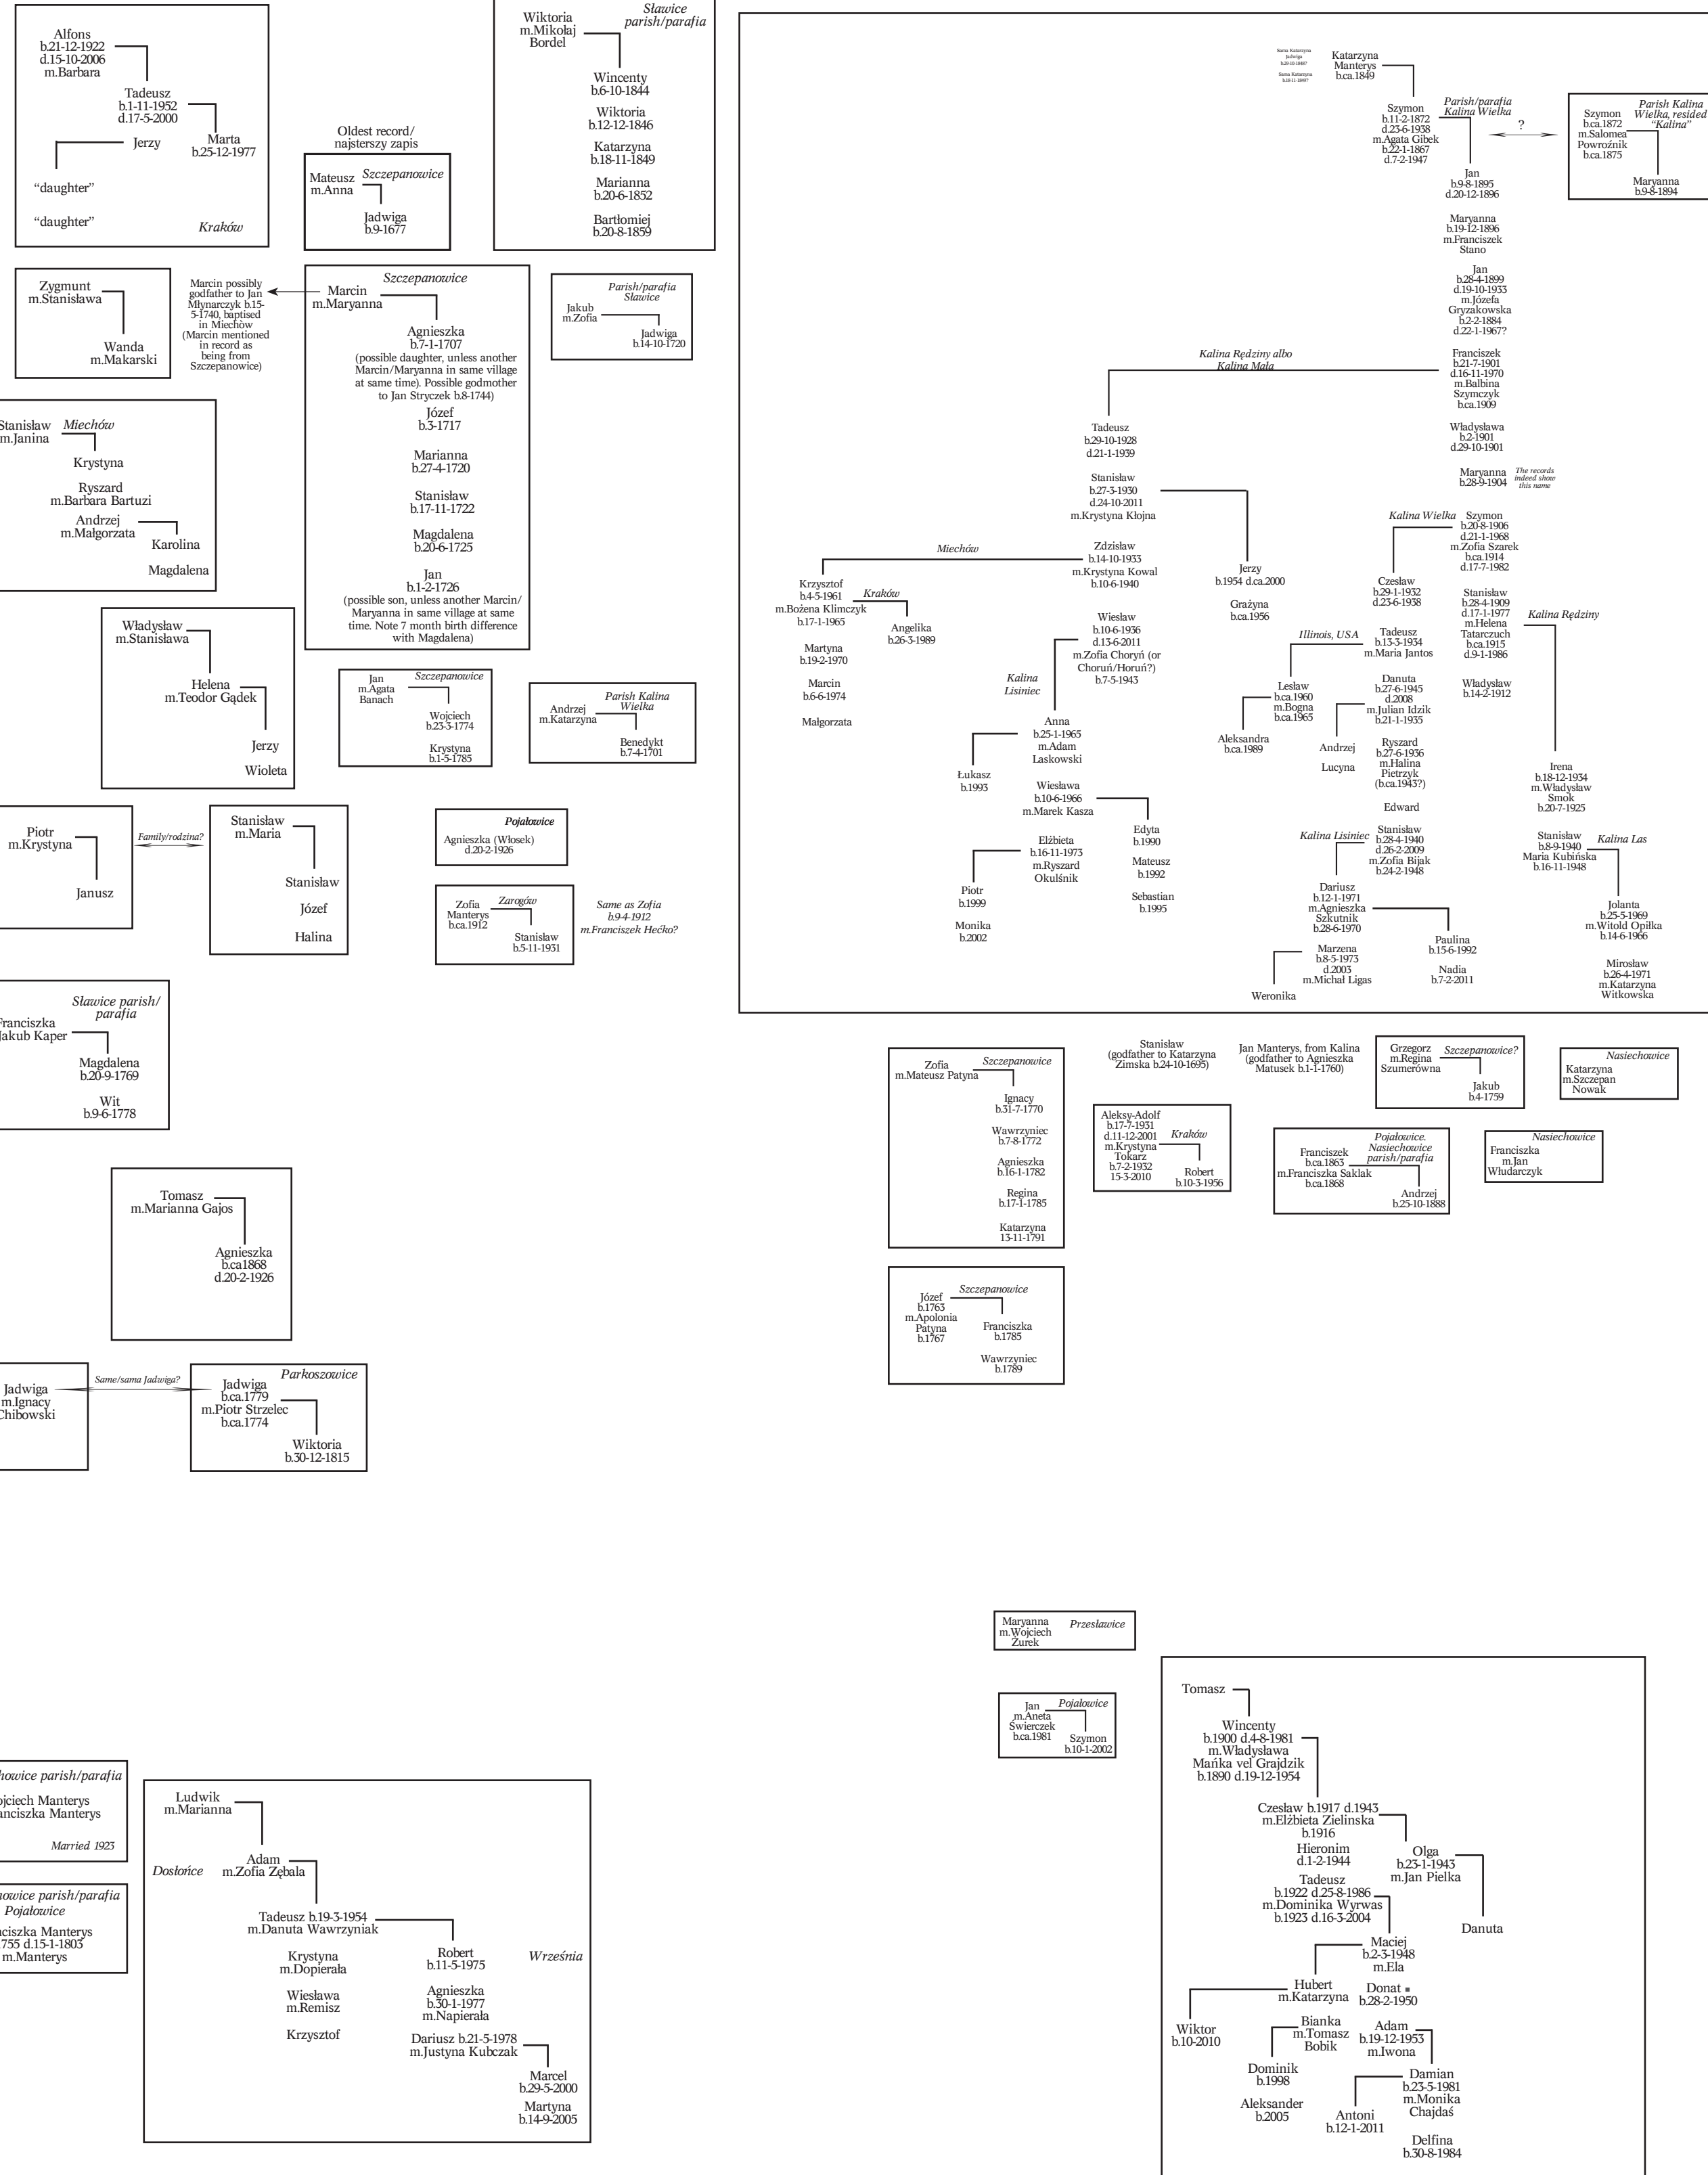 Alfons
b.21-12-1922
d.15-10-2006
m.Barbara
Tadeusz
b.1-11-1952
d.17-5-2000
Jerzy
Marta
b.25-12-1977
“daughter”
“daughter”
Kraków
Oldest record/
najsterszy zapis
Mateusz
m.Anna
Szczepanowice
Jadwiga
b.9-1677
Wiktoria
m.Mikołaj
Bordel
Sławice
parish/parafia
Wincenty
b.6-10-1844
Wiktoria
b.12-12-1846
Katarzyna
b.18-11-1849
Marianna
b.20-6-1852
Bartłomiej
b.20-8-1859
Zygmunt
m.Stanisława
Wanda
m.Makarski
Marcin possibly
godfather to Jan
Młynarczyk b.15-
5-1740, baptised
in Miechòw
(Marcin mentioned
in record as
being from
Szczepanowice)
Szczepanowice
Marcin
m.Maryanna
Agnieszka
b.7-1-1707
(possible daughter, unless another
Marcin/Maryanna in same village
at same time). Possible godmother
to Jan Stryczek b.8-1744)
Józef
b.3-1717
Marianna
b.27-4-1720
Stanisław
b.17-11-1722
Magdalena
b.20-6-1725
Jan
b.1-2-1726
(possible son, unless another Marcin/
Maryanna in same village at same
time. Note 7 month birth difference
with Magdalena)
Parish/parafia
Sławice
Jakub
m.Zofia
Jadwiga
b.14-10-1720
Stanisław
m.Janina
Miechów
Krystyna
Ryszard
m.Barbara Bartuzi
Andrzej
m.Małgorzata
Karolina
Magdalena
Władysław
m.Stanisława
Helena
m.Teodor Gądek
Jerzy
Wioleta
Jan
m.Agata
Banach
Szczepanowice
Wojciech
b.23-3-1774
Krystyna
b.1-5-1785
Andrzej
m.Katarzyna
Parish Kalina
Wielka
Benedykt
b.7-4-1701
Piotr
m.Krystyna
Janusz
Family/rodzina?
Stanisław
m.Maria
Stanisław
Józef
Halina
Pojałowice
Agnieszka (Włosek)
d.20-2-1926
Zofia
Manterys
b.ca.1912
Zarogów
Stanisław
b.5-11-1931
Same as Zofia
b.9-4-1912
m.Franciszek Hećko?
Sławice parish/
parafia
Franciszka
Jakub Kaper
Magdalena
b.20-9-1769
Wit
b.9-6-1778
Tomasz
m.Marianna Gajos
Agnieszka
b.ca1868
d.20-2-1926
Jadwiga
m.Ignacy
Chibowski
Same/sama Jadwiga?
Parkoszowice
Jadwiga
b.ca.1779
m.Piotr Strzelec
b.ca.1774
Wiktoria
b.30-12-1815
howice parish/parafia
ojciech Manterys
anciszka Manterys
Married 1923
howice parish/parafia
Pojałowice
nciszka Manterys
755 d.15-1-1803
m.Manterys
Ludwik
m.Marianna
Dosłońce
Adam
m.Zofia Zębala
Tadeusz b.19-3-1954
m.Danuta Wawrzyniak
Krystyna
m.Dopierała
Wiesława
m.Remisz
Krzysztof
Robert
b.11-5-1975
Września
Agnieszka
b.30-1-1977
m.Napierała
Dariusz b.21-5-1978
m.Justyna Kubczak
Marcel
b.29-5-2000
Martyna
b.14-9-2005
Sama Katarzyna
Jadwiga
b.29-10-1848?
Sama Katarzyna
b.18-11-1849?
Katarzyna
Manterys
b.ca.1849
Szymon
b.11-2-1872
d.23-6-1938
m.Agata Gibek
b.22-1-1867
d.7-2-1947
Parish/parafia
Kalina Wielka
?
Szymon
b.ca.1872
m.Salomea
Powroźnik
b.ca.1875
Parish Kalina
Wielka, resided
“Kalina”
Maryanna
b.9-8-1894
Jan
b.9-8-1895
d.20-12-1896
Maryanna
b.19-12-1896
m.Franciszek
Stano
Jan
b.28-4-1899
d.19-10-1933
m.Józefa
Gryzakowska
b.2-2-1884
d.22-1-1967?
Kalina Rędziny albo
Kalina Mała
Franciszek
b.21-7-1901
d.16-11-1970
m.Balbina
Szymczyk
b.ca.1909
Władysława
b.2-1901
d.29-10-1901
Maryanna
b.28-9-1904
The records
indeed show
this name
Tadeusz
b.29-10-1928
d.21-1-1939
Stanisław
b.27-3-1930
d.24-10-2011
m.Krystyna Kłojna
Miechów
Zdzisław
b.14-10-1933
m.Krystyna Kowal
b.10-6-1940
Jerzy
b.1954 d.ca.2000
Grażyna
b.ca.1956
Krzysztof
b.4-5-1961
m.Bożena Klimczyk
b.17-1-1965
Kraków
Angelika
b.26-3-1989
Martyna
b.19-2-1970
Marcin
b.6-6-1974
Małgorzata
Wiesław
b.10-6-1936
d.13-6-2011
m.Zofia Choryń (or
Choruń/Horuń?)
b.7-5-1943
Kalina
Lisiniec
Anna
b.25-1-1965
m.Adam
Laskowski
Łukasz
b.1993
Wiesława
b.10-6-1966
m.Marek Kasza
Edyta
b.1990
Mateusz
b.1992
Sebastian
b.1995
Elżbieta
b.16-11-1973
m.Ryszard
Okulśnik
Piotr
b.1999
Monika
b.2002
Kalina Wielka
Szymon
b.20-8-1906
d.21-1-1968
m.Zofia Szarek
b.ca.1914
d.17-7-1982
Czesław
b.29-1-1932
d.23-6-1938
Illinois, USA
Tadeusz
b.13-3-1934
m.Maria Jantos
Lesław
b.ca.1960
m.Bogna
b.ca.1965
Aleksandra
b.ca.1989
Danuta
b.27-6-1945
d.2008
m.Julian Idzik
b.21-1-1935
Andrzej
Lucyna
Ryszard
b.27-6-1936
m.Halina
Pietrzyk
(b.ca.1943?)
Edward
Kalina Lisiniec
Stanisław
b.28-4-1940
d.26-2-2009
m.Zofia Bijak
b.24-2-1948
Dariusz
b.12-1-1971
m.Agnieszka
Szkutnik
b.28-6-1970
Paulina
b.15-6-1992
Nadia
b.7-2-2011
Marzena
b.8-5-1973
d.2003
m.Michał Ligas
Weronika
Stanisław
b.28-4-1909
d.17-1-1977
m.Helena
Tatarczuch
b.ca.1915
d.9-1-1986
Kalina Rędziny
Władysław
b.14-2-1912
Irena
b.18-12-1934
m.Władysław
Smok
b.20-7-1925
Stanisław
b.8-9-1940
Maria Kubińska
b.16-11-1948
Kalina Las
Jolanta
b.25-5-1969
m.Witold Opiłka
b.14-6-1966
Mirosław
b.26-4-1971
m.Katarzyna
Witkowska
Zofia
m.Mateusz Patyna
Szczepanowice
Ignacy
b.31-7-1770
Wawrzyniec
b.7-8-1772
Agnieszka
b.16-1-1782
Regina
b.17-1-1785
Katarzyna
13-11-1791
Stanisław
(godfather to Katarzyna
Zimska b.24-10-1695)
Jan Manterys, from Kalina
(godfather to Agnieszka
Matusek b.1-1-1760)
Grzegorz
m.Regina
Szumerówna
Szczepanowice?
Jakub
b.4-1759
Nasiechowice
Katarzyna
m.Szczepan
Nowak
Aleksy-Adolf
b.17-7-1931
d.11-12-2001
m.Krystyna
Tokarz
b.7-2-1932
15-3-2010
Kraków
Robert
b.10-3-1956
Franciszek
b.ca.1863
m.Franciszka Saklak
b.ca.1868
Pojałowice.
Nasiechowice
parish/parafia
Andrzej
b.25-10-1888
Nasiechowice
Franciszka
m.Jan
Włudarczyk
Józef
b.1763
m.Apolonia
Patyna
b.1767
Szczepanowice
Franciszka
b.1785
Wawrzyniec
b.1789
Maryanna
m.Wojciech
Żurek
Przesławice
Jan
m.Aneta
Świerczek
b.ca.1981
Pojałowice
Szymon
b.10-1-2002
Tomasz
Wincenty
b.1900 d.4-8-1981
m.Władysława
Mańka vel Grajdzik
b.1890 d.19-12-1954
Czesław b.1917 d.1943
m.Elżbieta Zielinska
b.1916
Hieronim
d.1-2-1944
Olga
b.23-1-1943
m.Jan Pielka
Danuta
Tadeusz
b.1922 d.25-8-1986
m.Dominika Wyrwas
b.1923 d.16-3-2004
Maciej
b.2-3-1948
m.Ela
Hubert
m.Katarzyna
Wiktor
b.10-2010
Donat
b.28-2-1950
Bianka
m.Tomasz
Bobik
Dominik
b.1998
Aleksander
b.2005
Adam
b.19-12-1953
m.Iwona
Damian
b.23-5-1981
m.Monika
Chajdaś
Antoni
b.12-1-2011
Delfina
b.30-8-1984